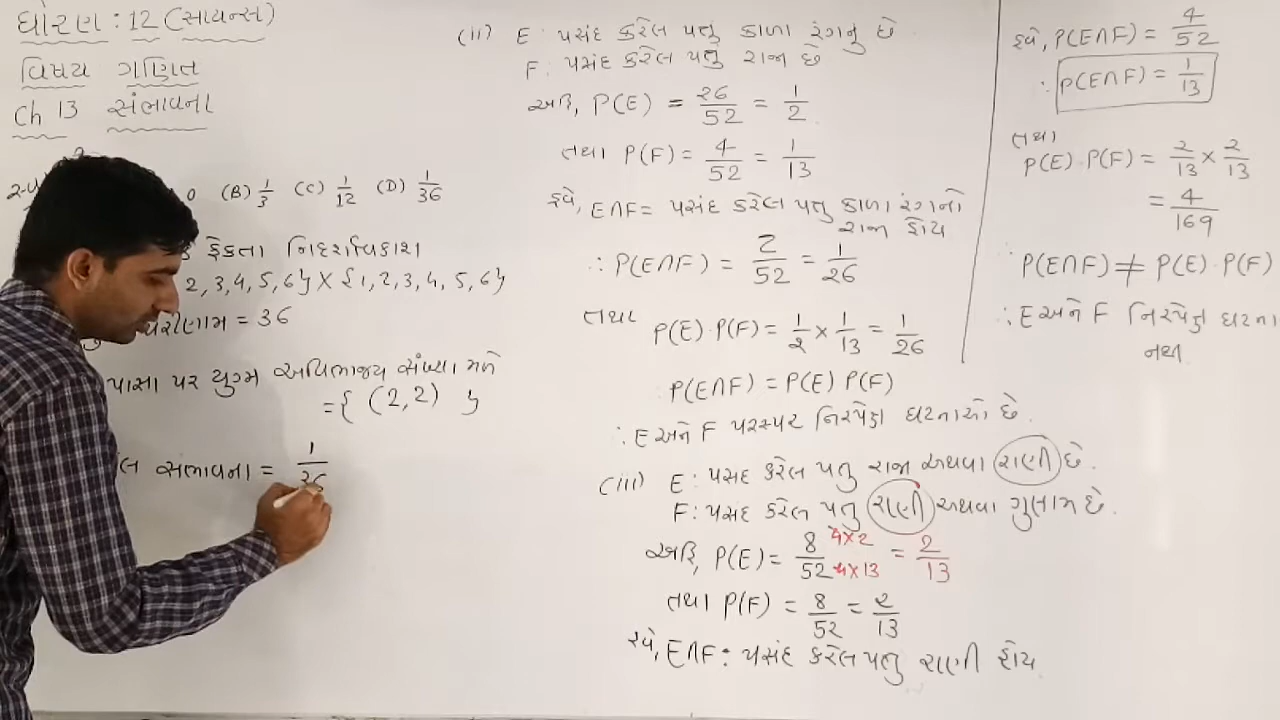 ધોરણ : 12 (સાયન્સ)
વિષય ગણિત
Ch 13 સંભાવના
0 (B) 1/3 (C) 1/12 (D) 1/36
ફેંકતા નિદર્શાવકાશ
2, 3, 4, 5, 6} X {1, 2, 3, 4, 5, 6}
પરિણામ = 36
પાસા પર યુગ્મ અવિભાજ્ય સંખ્યા મળે
= { (2, 2) }
સંભાવના = 1/36
(ii) E : પસંદ કરેલ પત્તુ કાળા રંગનુ છે
F : પસંદ કરેલ પત્તુ રાજા છે
અહિ, P(E) = 26/52 = 1/2
તથા P(F) = 4/52 = 1/13
હવે, E∩F = પસંદ કરેલ પત્તુ કાળા રંગનો
રાજા હોય
∴ P(E∩F) = 2/52 = 1/26
તથા
P(E)·P(F) = 1/2 × 1/13 = 1/26
P(E∩F) = P(E) P(F)
∴ E અને F પરસ્પર નિરપેક્ષ ઘટનાઓ છે.
(iii) E : પસંદ કરેલ પત્તુ રાજા અથવા રાણી છે.
F : પસંદ કરેલ પત્તુ રાણી અથવા ગુલામ છે.
અહિ, P(E) = 8/52 4×2/4×13 = 2/13
તથા P(F) = 8/52 = 2/13
હવે, E∩F : પસંદ કરેલ પત્તુ રાણી હોય
હવે, P(E∩F) = 4/52
∴ P(E∩F) = 1/13
તથા
P(E)·P(F) = 2/13 × 2/13
= 4/169
∴ P(E∩F) ≠ P(E)·P(F)
∴ E અને F નિરપેક્ષ ઘટના
નથી